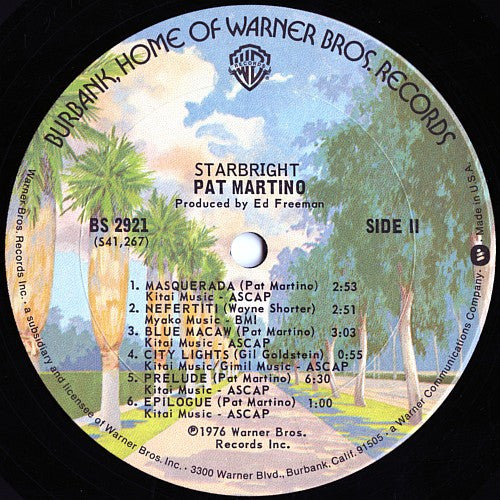 BURBANK, HOME OF WARNER BROS. RECORDS
WB
RECORDS
STARBRIGHT
PAT MARTINO
Produced by Ed Freeman
BS 2921
(S41,267)
SIDE II
1. MASQUERADA (Pat Martino) 2:53
Kitai Music - ASCAP
2. NEFERTITI (Wayne Shorter) 2:51
Myako Music - BMI
3. BLUE MACAW (Pat Martino) 3:03
Kitai Music - ASCAP
4. CITY LIGHTS (Gil Goldstein) 0:55
Kitai Music/Gimil Music - ASCAP
5. PRELUDE (Pat Martino) 6:30
Kitai Music - ASCAP
6. EPILOGUE (Pat Martino) 1:00
Kitai Music - ASCAP
℗1976 Warner Bros.
Records Inc.
Warner Bros. Records Inc. • a subsidiary and licensee of Warner Bros. Inc. • 3300 Warner Blvd., Burbank, Calif. 91505 • a Warner Communications Company • Made in U.S.A.